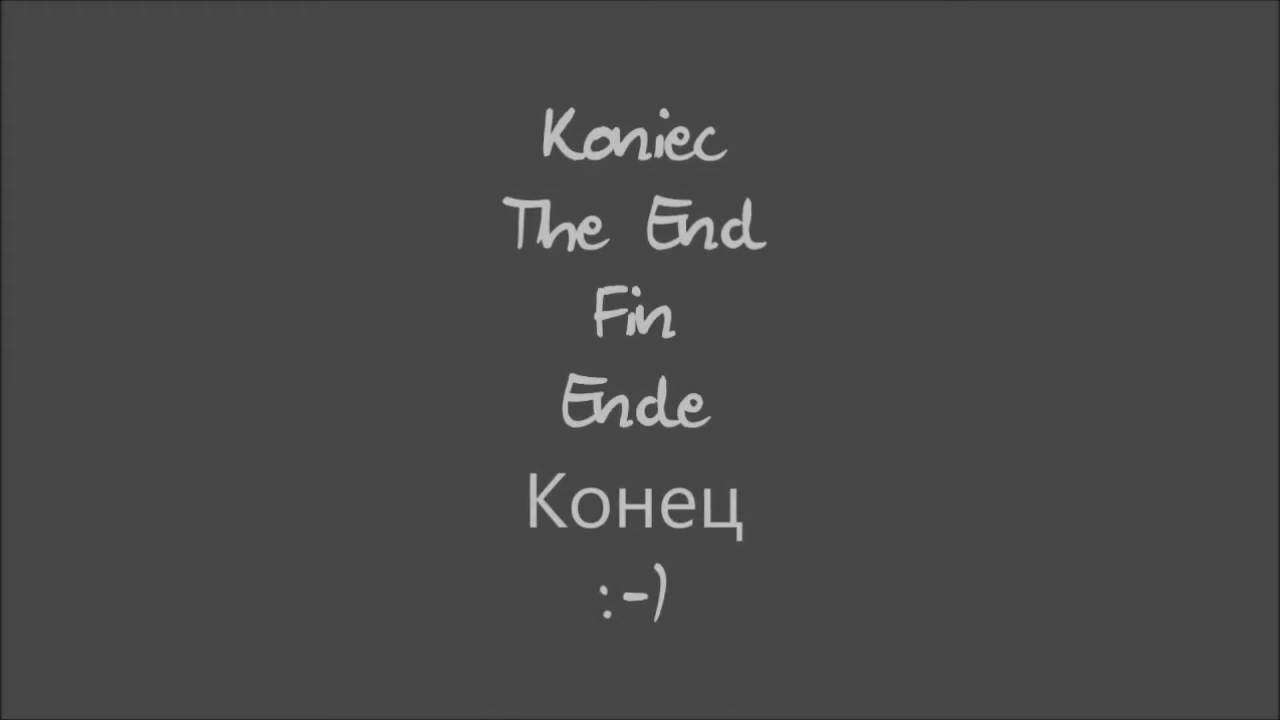 Koniec
The End
Fin
Ende
Конец
:-)